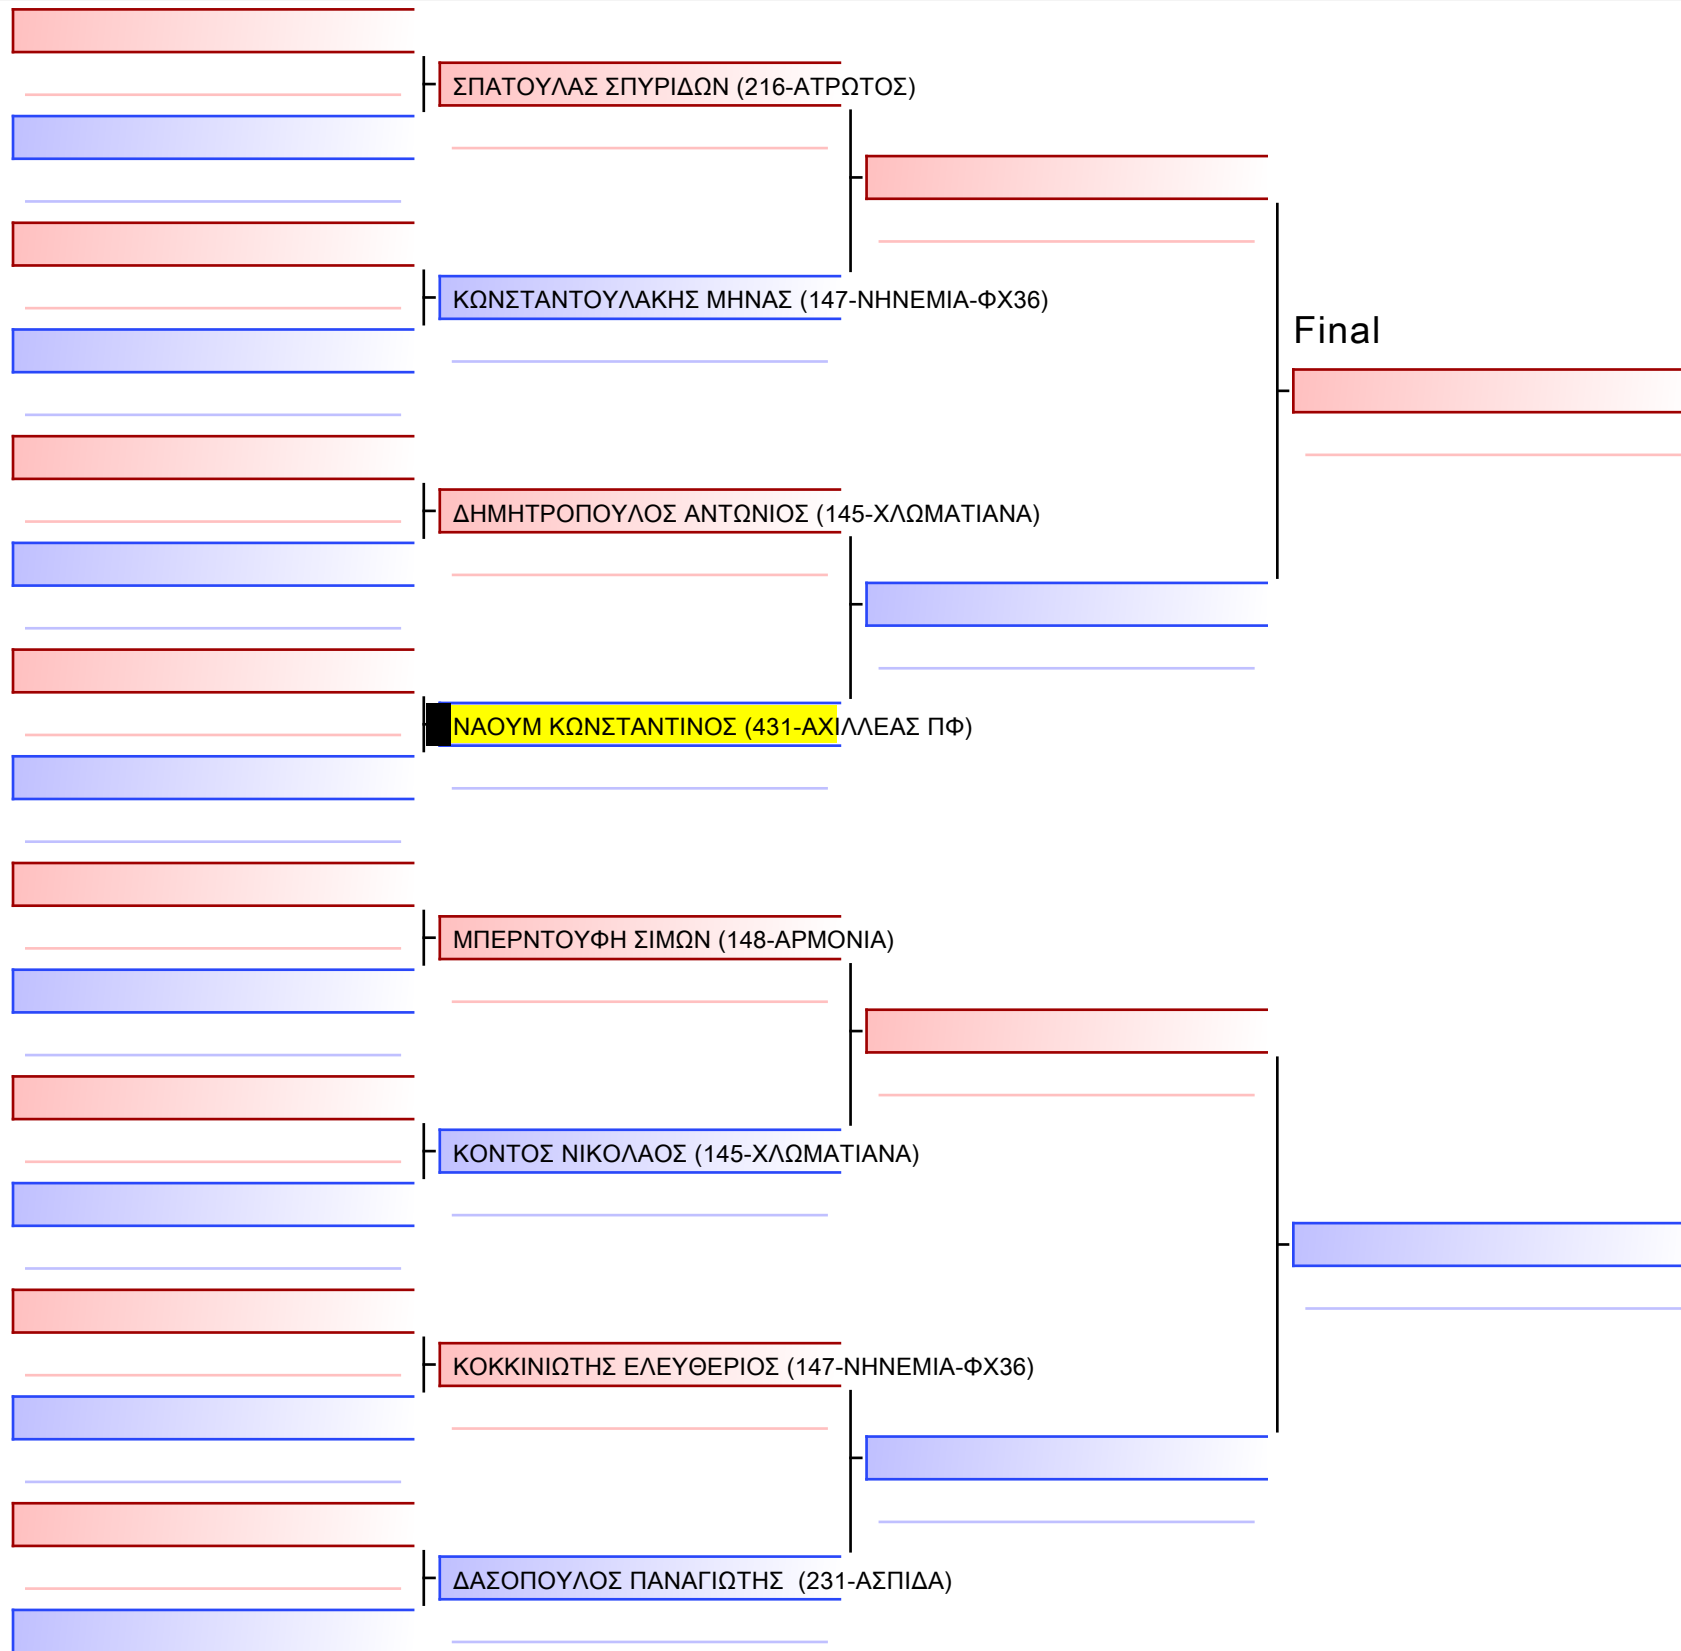 ΣΠΑΤΟΥΛΑΣ ΣΠΥΡΙΔΩΝ (216-ΑΤΡΩΤΟΣ)
ΚΩΝΣΤΑΝΤΟΥΛΑΚΗΣ ΜΗΝΑΣ (147-ΝΗΝΕΜΙΑ-ΦΧ36)
Final
ΔΗΜΗΤΡΟΠΟΥΛΟΣ ΑΝΤΩΝΙΟΣ (145-ΧΛΩΜΑΤΙΑΝΑ)
ΝΑΟΥΜ ΚΩΝΣΤΑΝΤΙΝΟΣ (431-ΑΧΙΛΛΕΑΣ ΠΦ)
ΜΠΕΡΝΤΟΥΦΗ ΣΙΜΩΝ (148-ΑΡΜΟΝΙΑ)
ΚΟΝΤΟΣ ΝΙΚΟΛΑΟΣ (145-ΧΛΩΜΑΤΙΑΝΑ)
ΚΟΚΚΙΝΙΩΤΗΣ ΕΛΕΥΘΕΡΙΟΣ (147-ΝΗΝΕΜΙΑ-ΦΧ36)
ΔΑΣΟΠΟΥΛΟΣ ΠΑΝΑΓΙΩΤΗΣ  (231-ΑΣΠΙΔΑ)